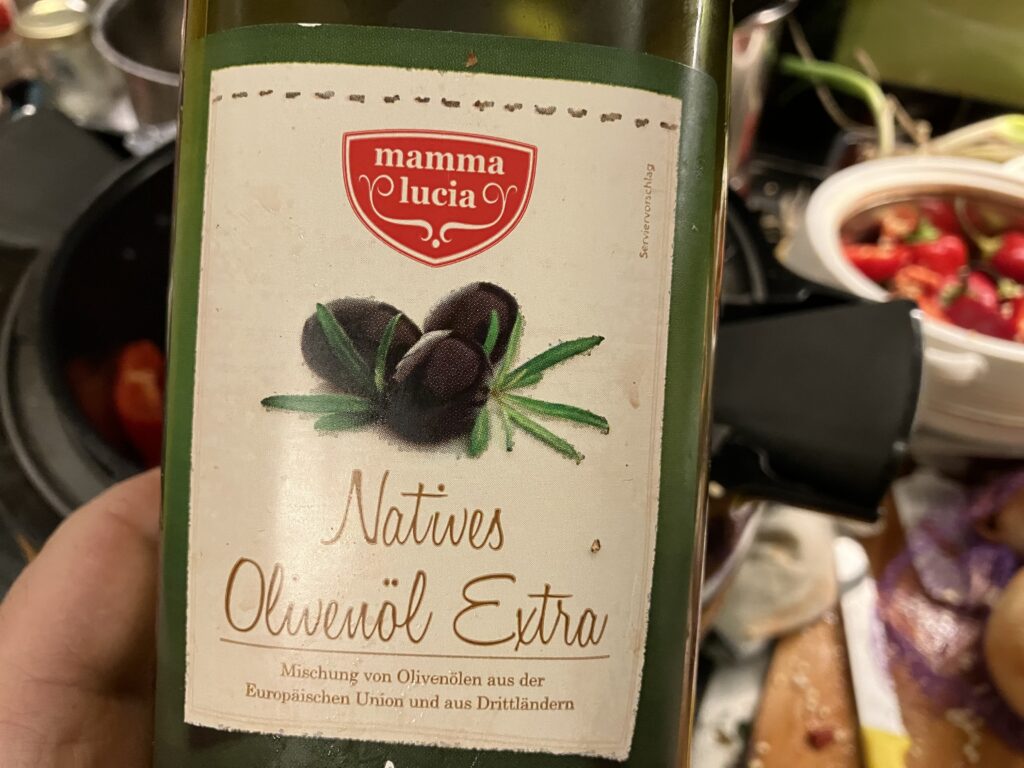 mamma
lucia
Serviervorschlag
Natives
Olivenöl Extra
Mischung von Olivenölen aus der
Europäischen Union und aus Drittländern